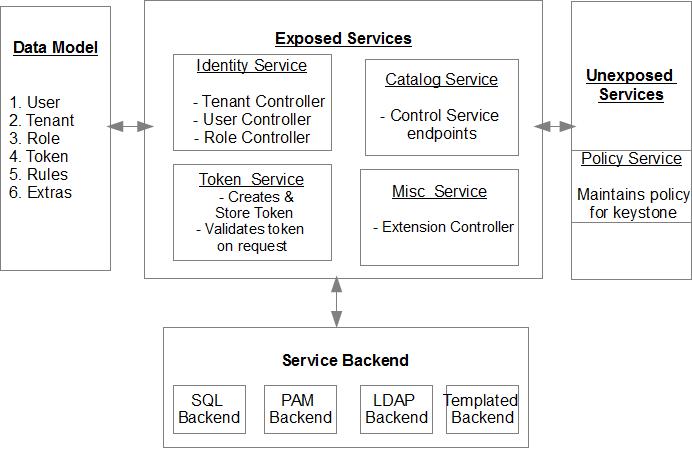 Data Model
1. User
2. Tenant
3. Role
4. Token
5. Rules
6. Extras
Exposed Services
Identity Service
- Tenant Controller
- User Controller
- Role Controller
Catalog Service
- Control Service
endpoints
Token Service
- Creates &
Store Token
- Validates token
on request
Misc Service
- Extension Controller
Unexposed
Services
Policy Service
Maintains policy
for keystone
Service Backend
SQL
Backend
PAM
Backend
LDAP
Backend
Templated
Backend